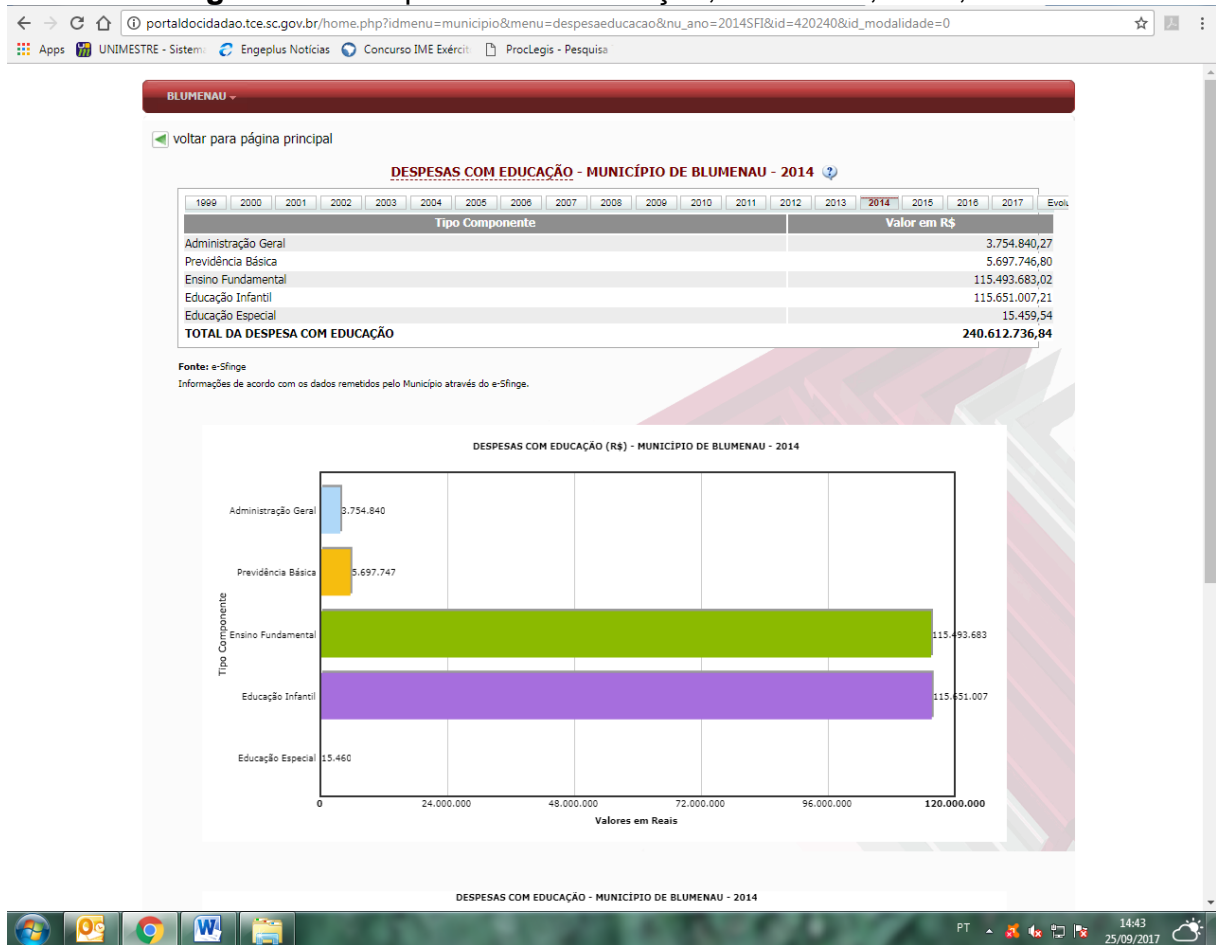 portaldocidadao.tce.sc.gov.br/home.php?idmenu=municipio&menu=despesaeducacao&nu_ano=2014SFI&id=420240&id_modalidade=0
Apps UNIMESTRE - Sistema Engeplus Notícias Concurso IME Exércit ProcLegis - Pesquisa
BLUMENAU
voltar para página principal
DESPESAS COM EDUCAÇÃO - MUNICÍPIO DE BLUMENAU - 2014
1999 2000 2001 2002 2003 2004 2005 2006 2007 2008 2009 2010 2011 2012 2013 2014 2015 2016 2017 Evolu
Tipo Componente Valor em R$
Administração Geral 3.754.840,27
Previdência Básica 5.697.746,80
Ensino Fundamental 115.493.683,02
Educação Infantil 115.651.007,21
Educação Especial 15.459,54
TOTAL DA DESPESA COM EDUCAÇÃO 240.612.736,84
Fonte: e-Sfinge
Informações de acordo com os dados remetidos pelo Município através do e-Sfinge.
DESPESAS COM EDUCAÇÃO (R$) - MUNICÍPIO DE BLUMENAU - 2014
Administração Geral 3.754.840
Previdência Básica 5.697.747
Tipo Componente
Ensino Fundamental 115.493.683
Educação Infantil 115.651.007
Educação Especial 15.460
0 24.000.000 48.000.000 72.000.000 96.000.000 120.000.000
Valores em Reais
DESPESAS COM EDUCAÇÃO - MUNICÍPIO DE BLUMENAU - 2014
PT 14:43
25/09/2017